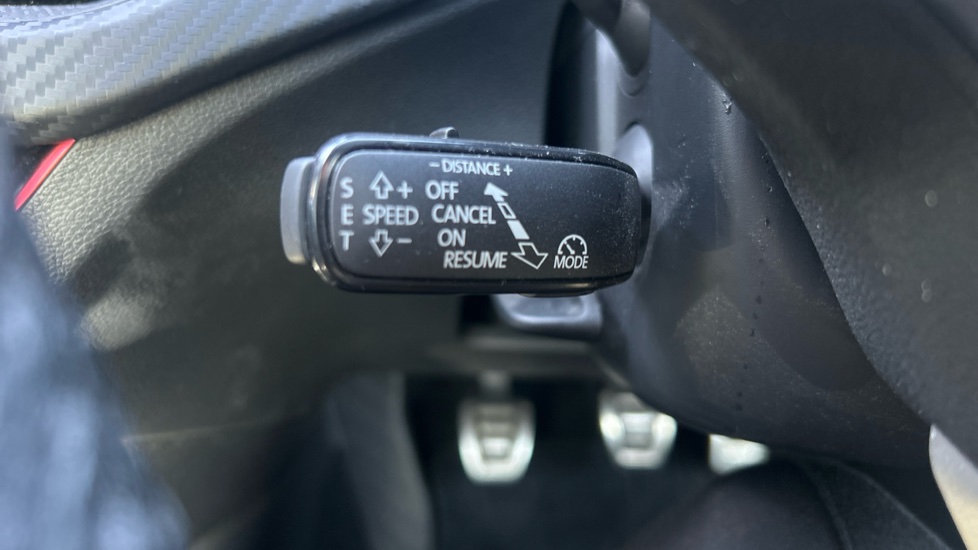 - DISTANCE +
S + OFF
E SPEED CANCEL
T - ON
RESUME MODE